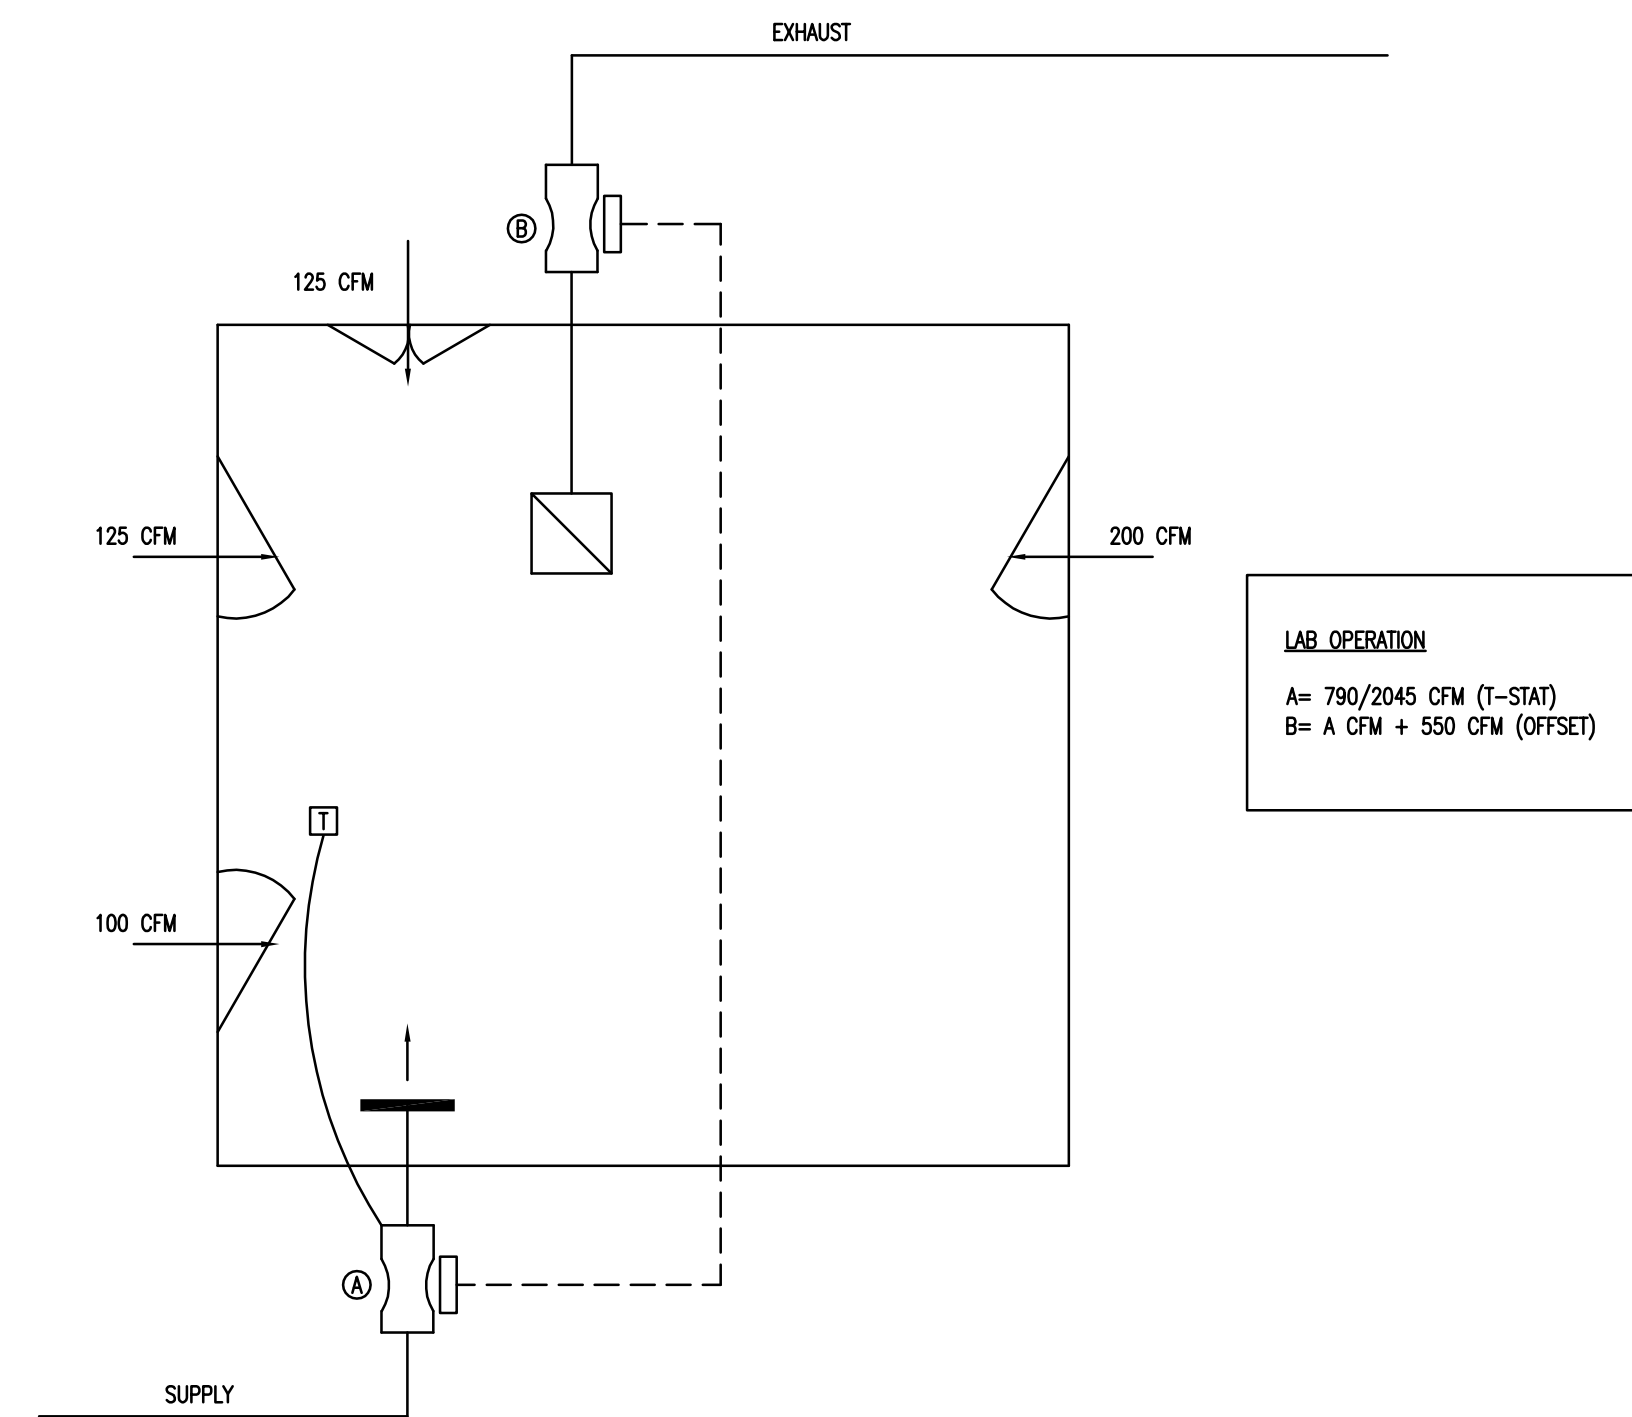 EXHAUST
B
125 CFM
125 CFM
200 CFM
LAB OPERATION
A= 790/2045 CFM (T-STAT)
B= A CFM + 550 CFM (OFFSET)
T
100 CFM
A
SUPPLY